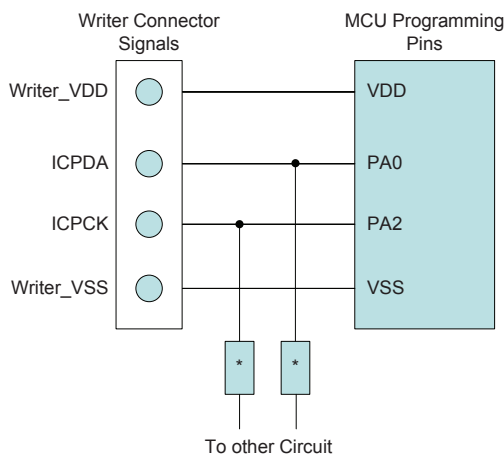 Writer Connector
Signals
MCU Programming
Pins
Writer_VDD
VDD
ICPDA
PA0
ICPCK
PA2
Writer_VSS
VSS
*
*
To other Circuit